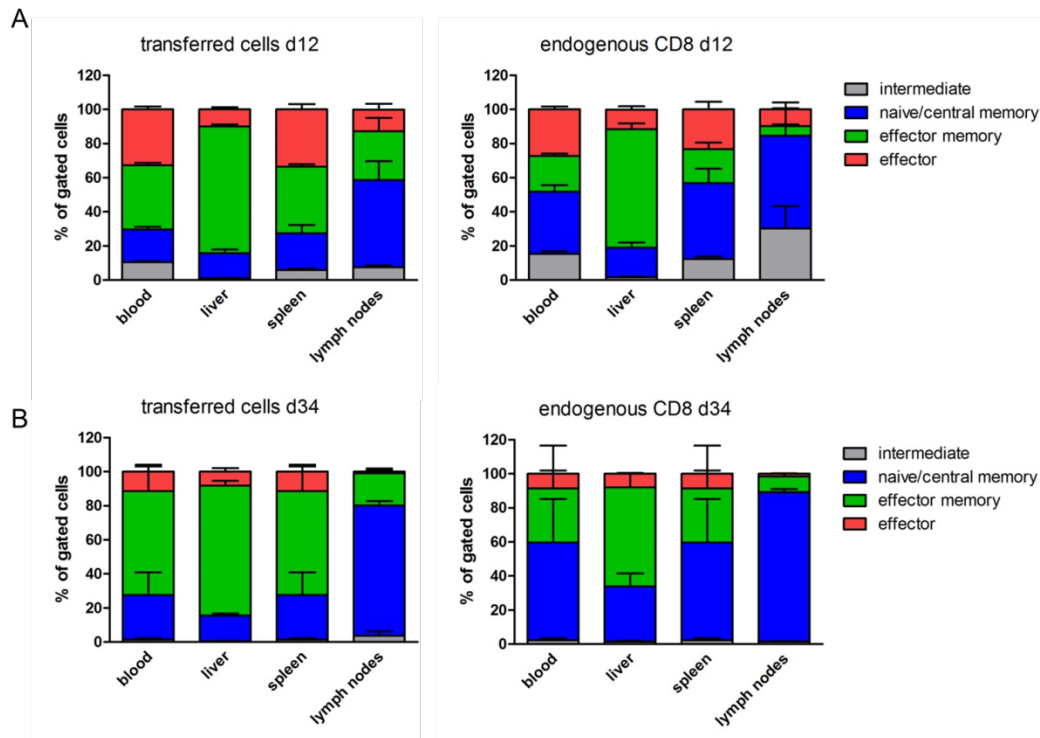 A
transferred cells d12
120
100
80
60
40
20
0
% of gated cells
blood
liver
spleen
lymph nodes
endogenous CD8 d12
120
100
80
60
40
20
0
% of gated cells
blood
liver
spleen
lymph nodes
intermediate
naive/central memory
effector memory
effector
B
transferred cells d34
120
100
80
60
40
20
0
% of gated cells
blood
liver
spleen
lymph nodes
endogenous CD8 d34
120
100
80
60
40
20
0
% of gated cells
blood
liver
spleen
lymph nodes
intermediate
naive/central memory
effector memory
effector